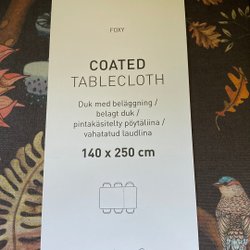 FOXY
COATED
TABLECLOTH
Duk med beläggning /
belagt duk /
pintakäsitelty pöytäliina /
vahatatud laudlina
140 x 250 cm